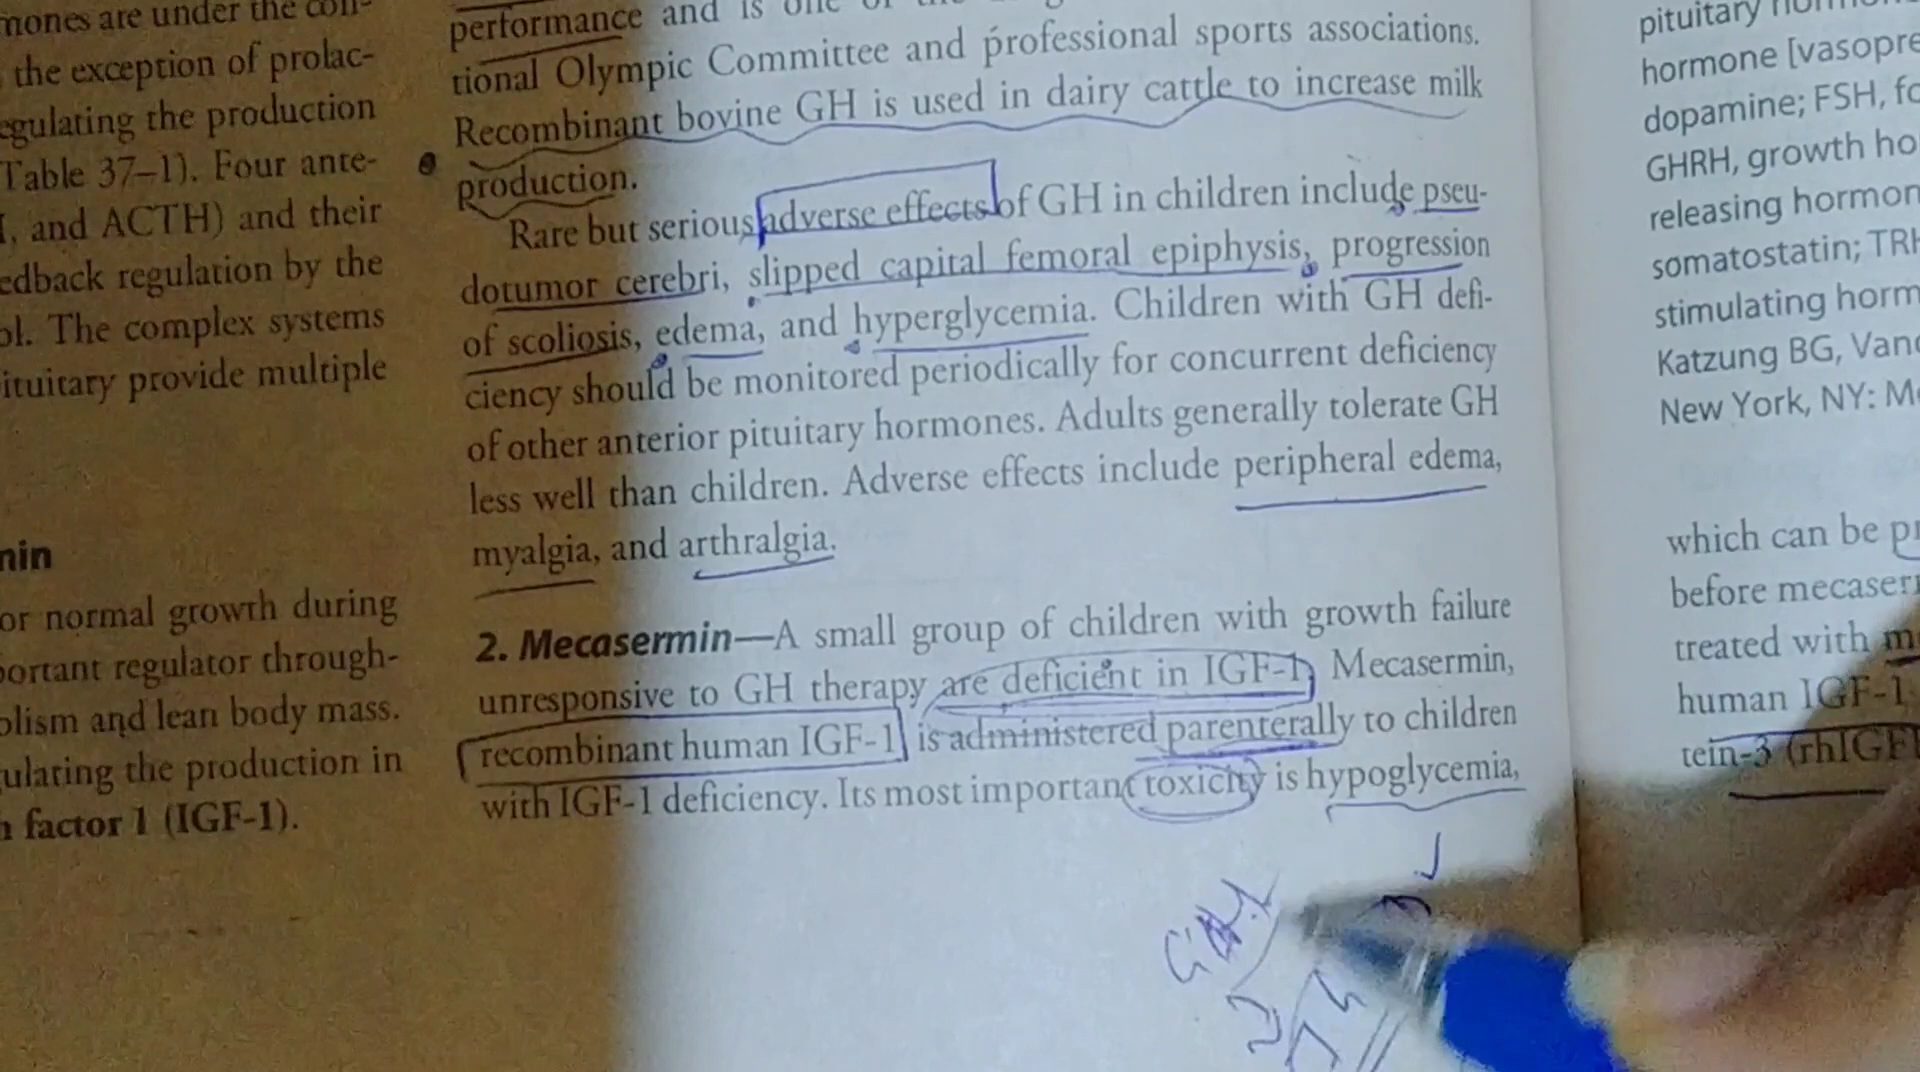 mones are under the con-
the exception of prolac-
egulating the production
Table 37–1). Four ante-
, and ACTH) and their
edback regulation by the
ol. The complex systems
ituitary provide multiple
min
or normal growth during
portant regulator through-
olism and lean body mass.
ulating the production in
factor 1 (IGF-1).
performance and is one
tional Olympic Committee and professional sports associations.
Recombinant bovine GH is used in dairy cattle to increase milk
production.
Rare but serious adverse effects of GH in children include pseu-
dotumor cerebri, slipped capital femoral epiphysis, progression
of scoliosis, edema, and hyperglycemia. Children with GH defi-
ciency should be monitored periodically for concurrent deficiency
of other anterior pituitary hormones. Adults generally tolerate GH
less well than children. Adverse effects include peripheral edema,
myalgia, and arthralgia.
2. Mecasermin—A small group of children with growth failure
unresponsive to GH therapy are deficient in IGF-1. Mecasermin,
recombinant human IGF-1 is administered parenterally to children
with IGF-1 deficiency. Its most important toxicity is hypoglycemia,
pituitary
hormone [vasopre
dopamine; FSH, fo
GHRH, growth ho
releasing hormon
somatostatin; TRH
stimulating horm
Katzung BG, Vand
New York, NY: Mc
which can be pr
before mecaserm
treated with m
human IGF-1
tein-3 (rhIGF